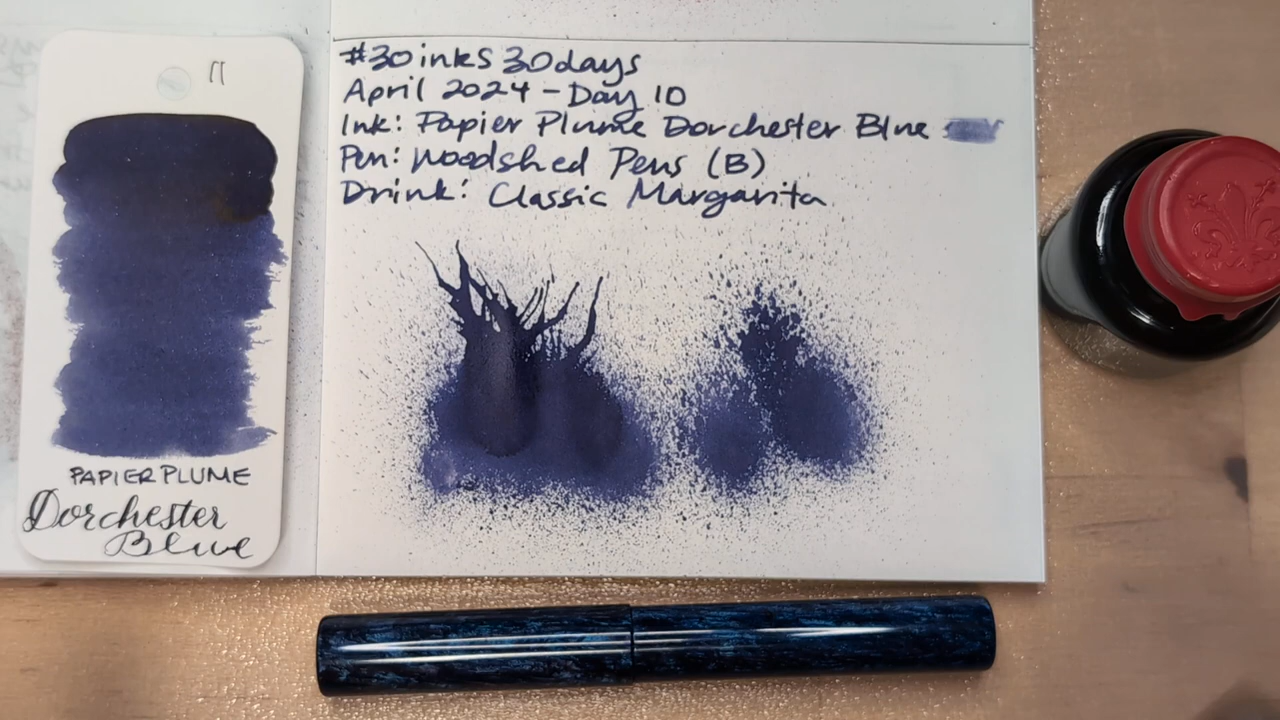 11
PAPIER PLUME
Dorchester
Blue
#30inks30days
April 2024 - Day 10
Ink: Papier Plume Dorchester Blue
Pen: Woodshed Pens (B)
Drink: Classic Margarita